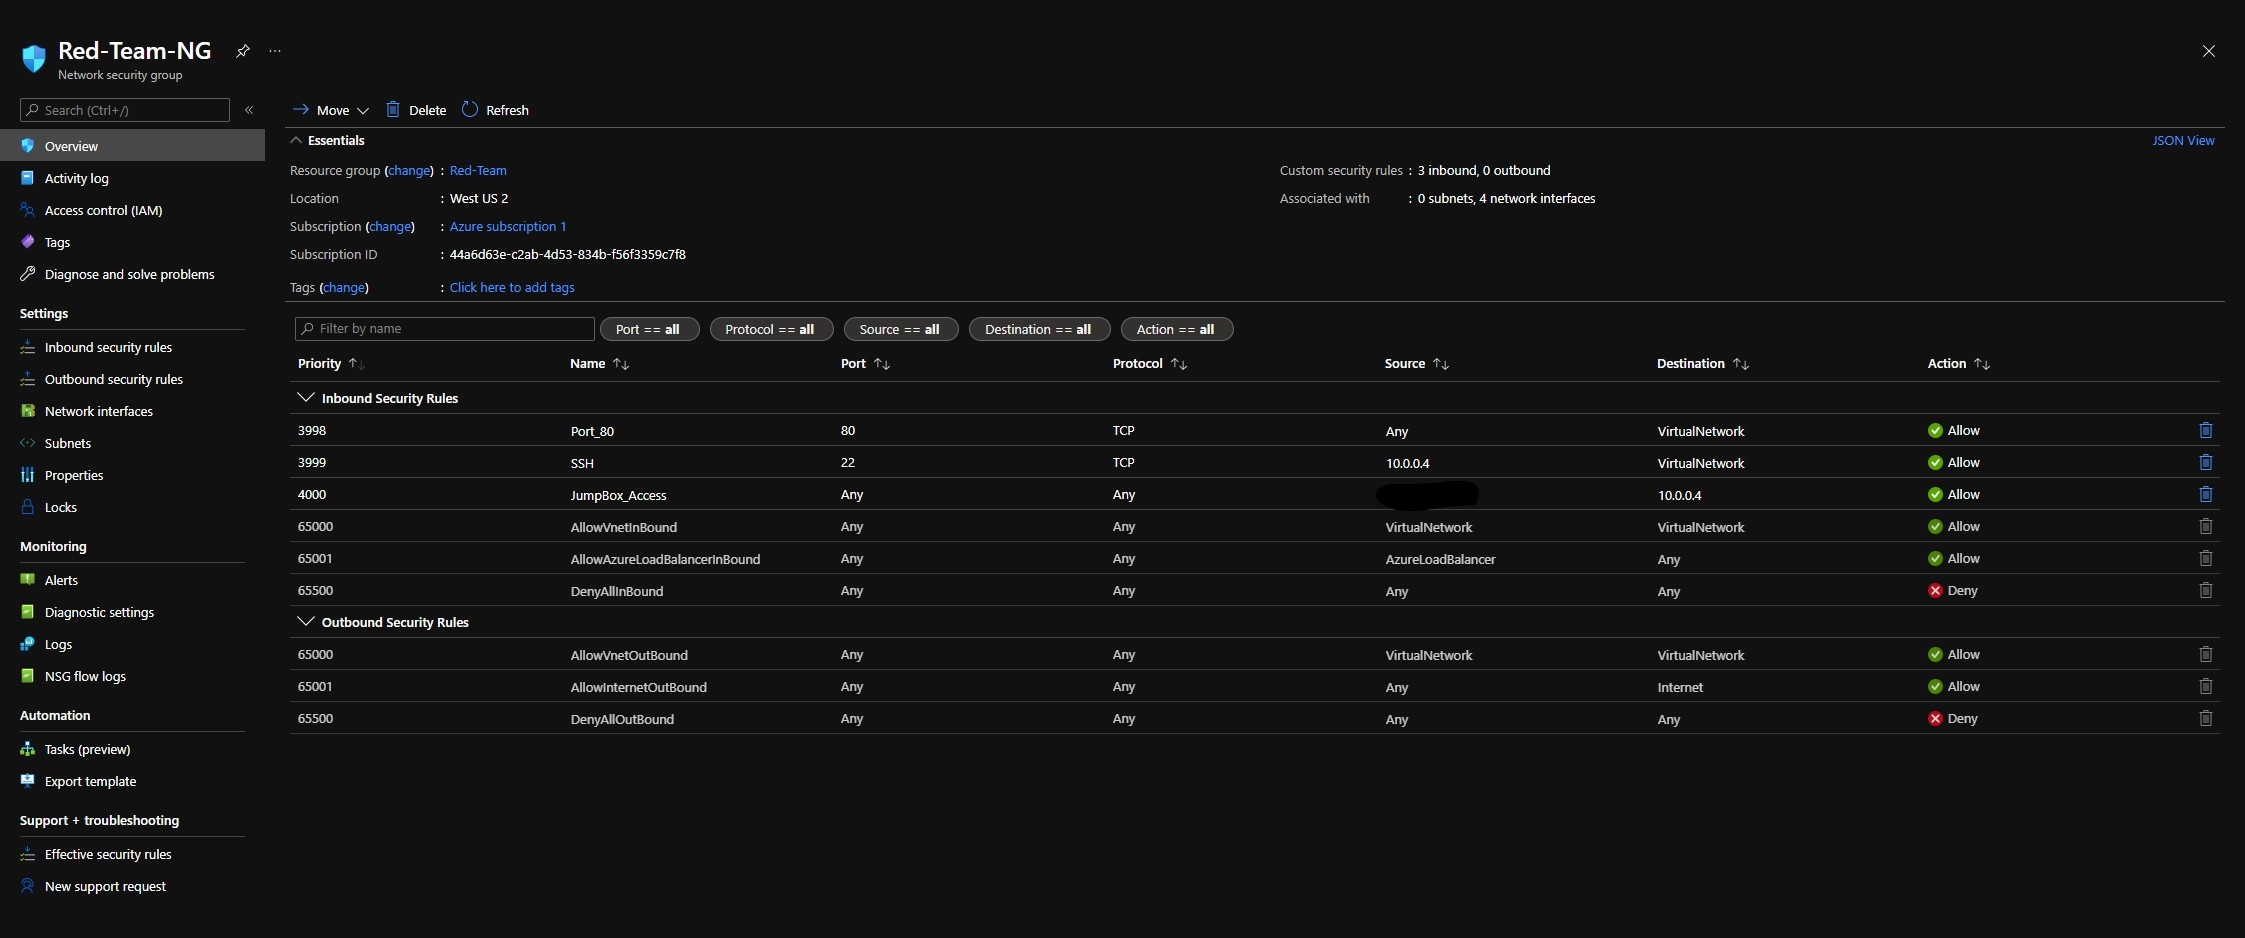 Red-Team-NG
Network security group
Search (Ctrl+/)
«
Overview
Activity log
Access control (IAM)
Tags
Diagnose and solve problems
Settings
Inbound security rules
Outbound security rules
Network interfaces
Subnets
Properties
Locks
Monitoring
Alerts
Diagnostic settings
Logs
NSG flow logs
Automation
Tasks (preview)
Export template
Support + troubleshooting
Effective security rules
New support request
Move Delete Refresh
Essentials JSON View
Resource group (change) : Red-Team Custom security rules : 3 inbound, 0 outbound
Location : West US 2 Associated with : 0 subnets, 4 network interfaces
Subscription (change) : Azure subscription 1
Subscription ID : 44a6d63e-c2ab-4d53-834b-f56f3359c7f8
Tags (change) : Click here to add tags
Filter by name Port == all Protocol == all Source == all Destination == all Action == all
Priority Name Port Protocol Source Destination Action
Inbound Security Rules
3998 Port_80 80 TCP Any VirtualNetwork Allow
3999 SSH 22 TCP 10.0.0.4 VirtualNetwork Allow
4000 JumpBox_Access Any Any 10.0.0.4 Allow
65000 AllowVnetInBound Any Any VirtualNetwork VirtualNetwork Allow
65001 AllowAzureLoadBalancerInBound Any Any AzureLoadBalancer Any Allow
65500 DenyAllInBound Any Any Any Any Deny
Outbound Security Rules
65000 AllowVnetOutBound Any Any VirtualNetwork VirtualNetwork Allow
65001 AllowInternetOutBound Any Any Any Internet Allow
65500 DenyAllOutBound Any Any Any Any Deny